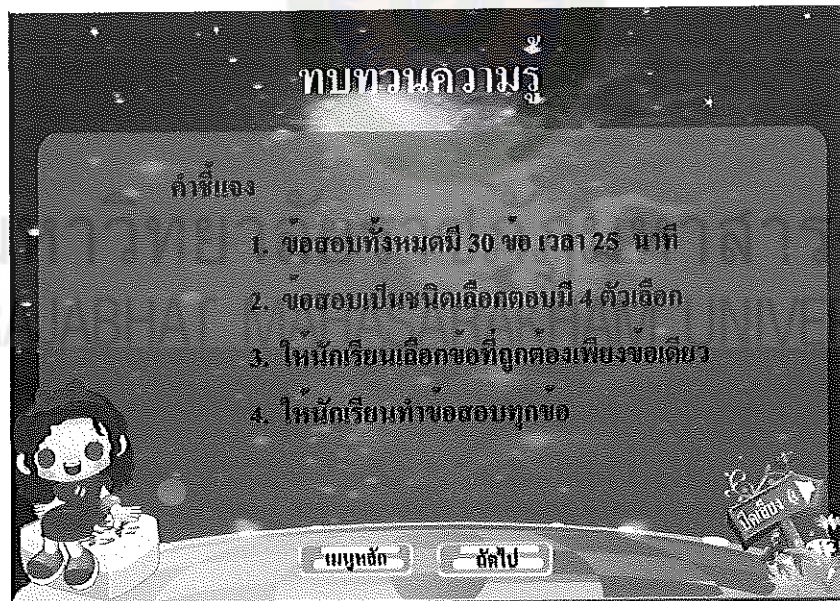 ทบทวนความรู้
คำชี้แจง
1. ข้อสอบทั้งหมดมี 30 ข้อ เวลา 25 นาที
2. ข้อสอบเป็นชนิดเลือกตอบมี 4 ตัวเลือก
3. ให้นักเรียนเลือกข้อที่ถูกต้องเพียงข้อเดียว
4. ให้นักเรียนทำข้อสอบทุกข้อ
เมนูหลัก
ถัดไป
ปิดเสียง